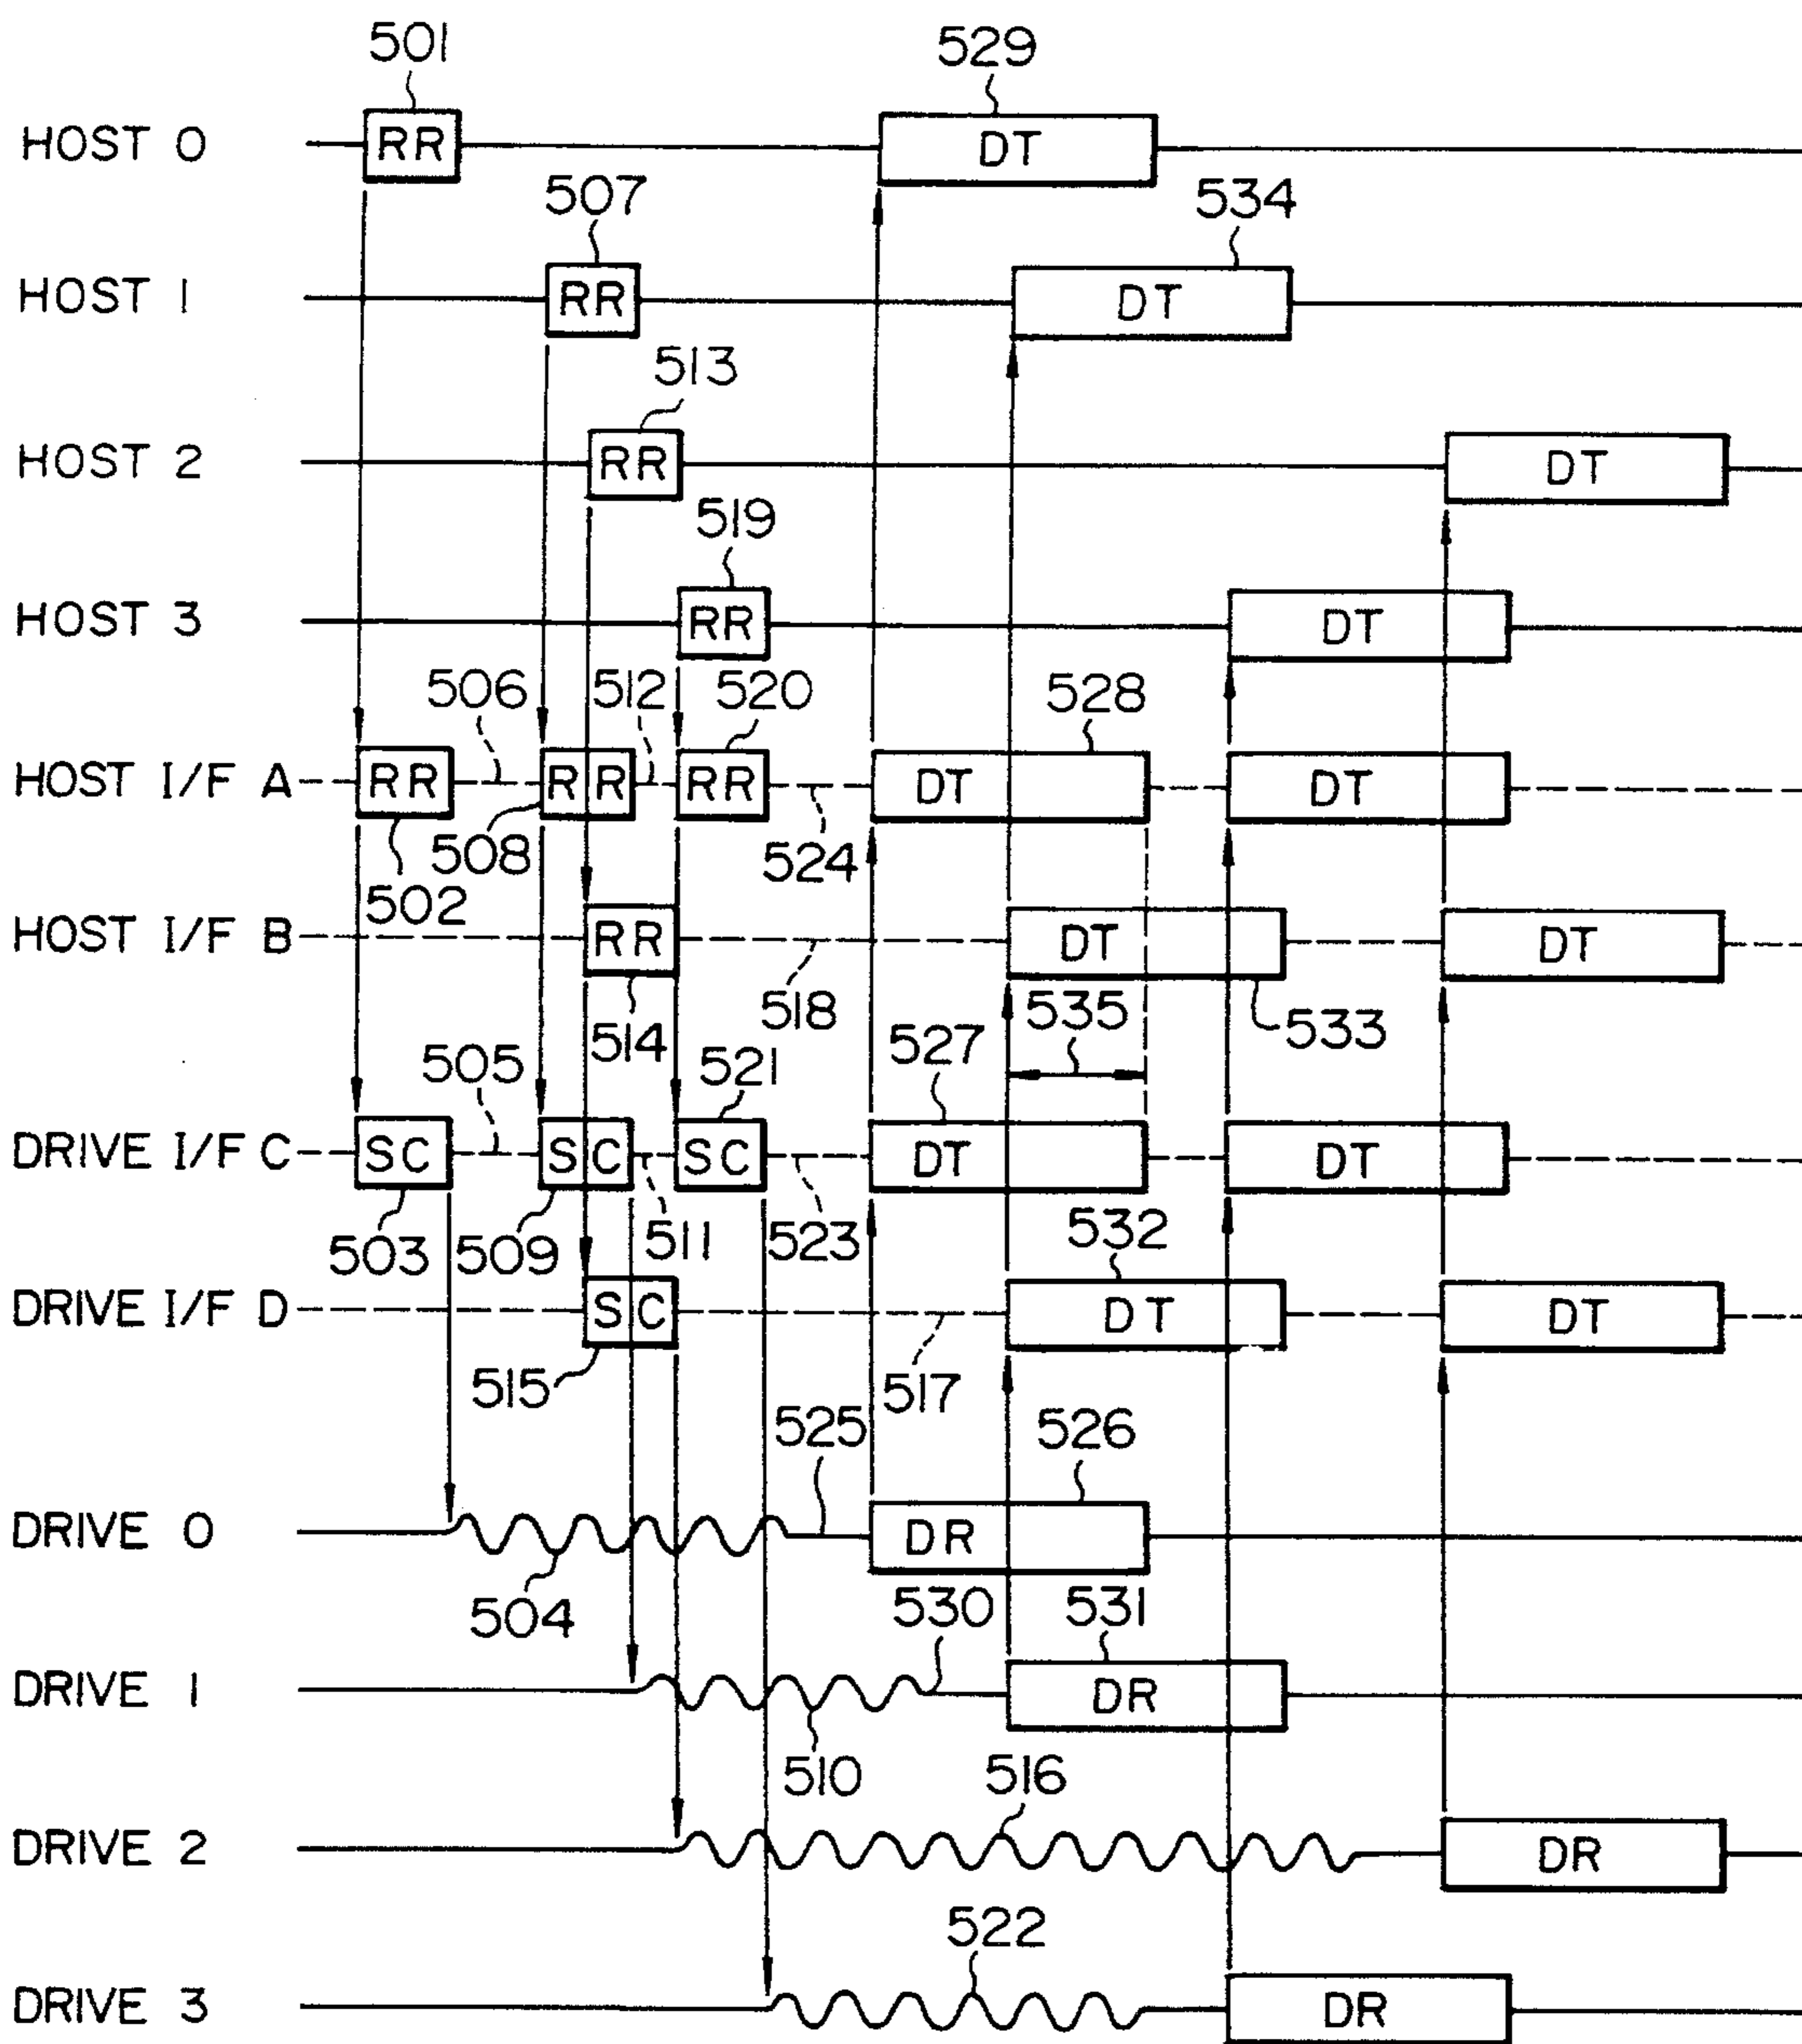 501
529
HOST 0 RR DT
507
534
HOST 1 RR DT
513
HOST 2 RR DT
519
HOST 3 RR DT
506 512 520 528
HOST I/F A RR RR RR DT DT
502 508 524
HOST I/F B RR DT DT
514 518 535 533
505 521 527
DRIVE I/F C SC SC SC DT DT
503 509 511 523 532
DRIVE I/F D SC DT DT
515 517
525 526
DRIVE 0 DR
504 530 531
DRIVE 1 DR
510 516
DRIVE 2 DR
522
DRIVE 3 DR